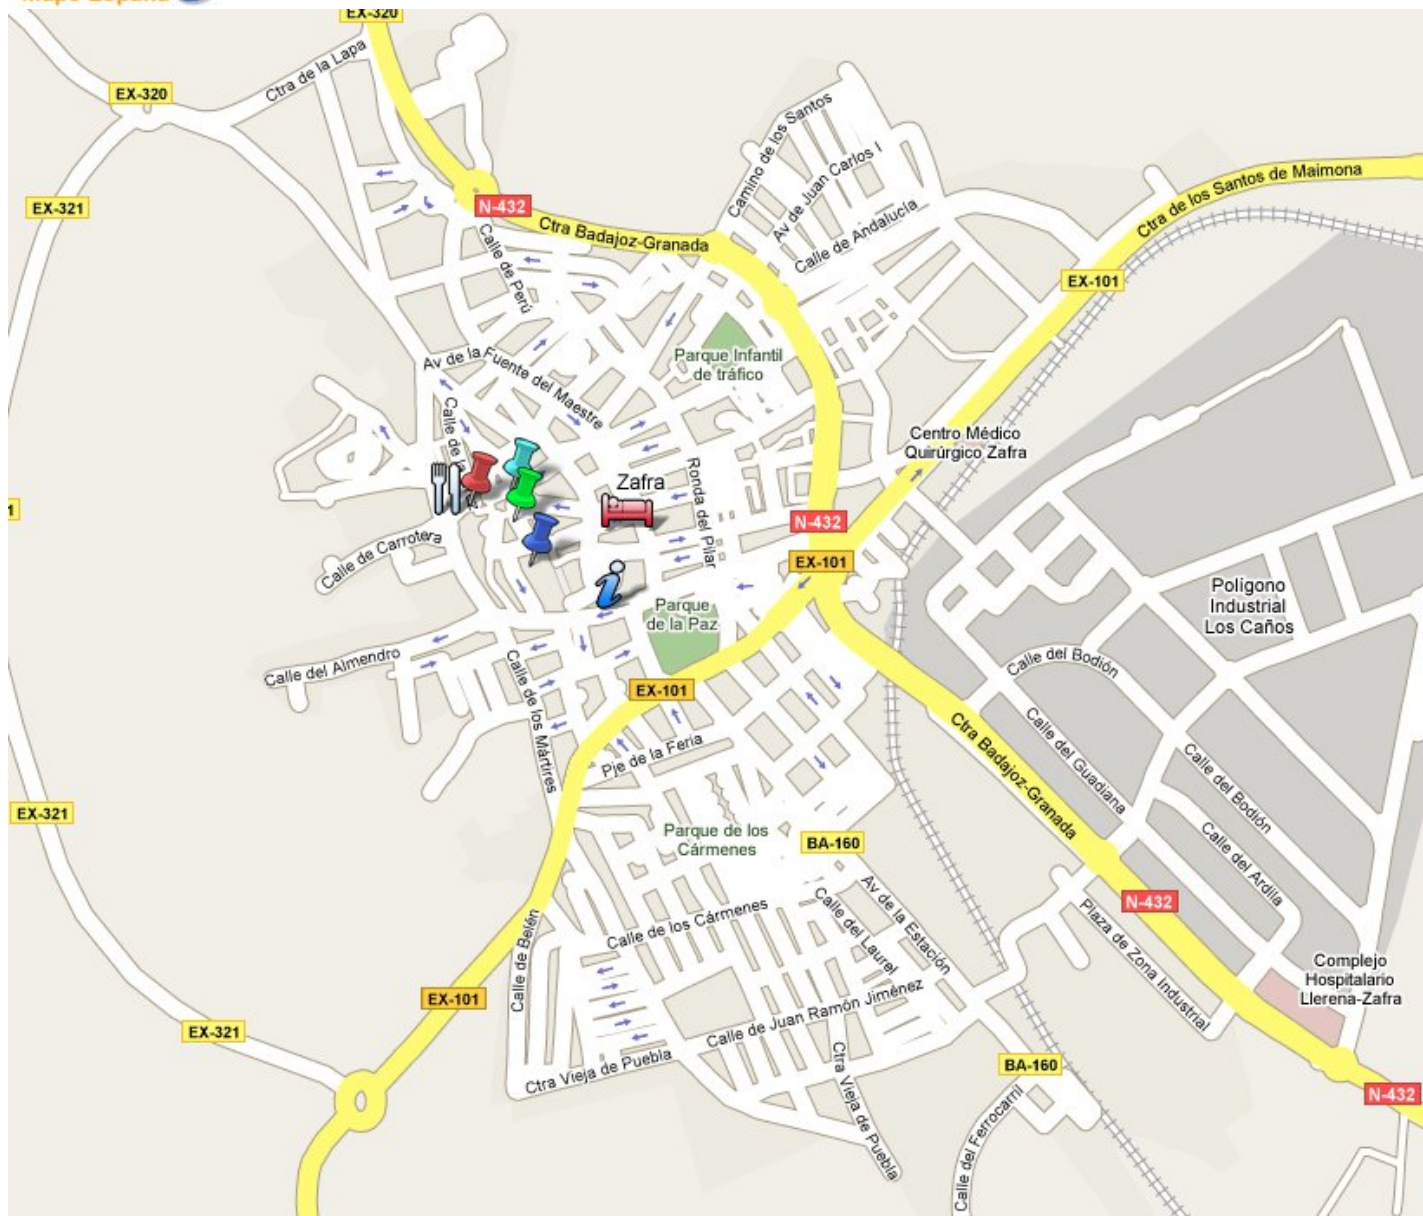 Maps España
EX-320
Ctra de la Lapa
EX-320
EX-321
N-432
Ctra Badajoz-Granada
Camino de los Santos
Av de Juan Carlos I
Calle de Andalucía
Ctra de los Santos de Maimona
EX-101
Calle de Perú
Av de la Fuente del Maestre
Parque Infantil
de tráfico
Calle de la
Centro Médico
Quirúrgico Zafra
Zafra
Ronda del Pilar
1
N-432
EX-101
Calle de Carrotera
Parque
de la Paz
Polígono
Industrial
Los Caños
Calle del Almendro
Calle de los Mártires
EX-101
Calle del Bodión
Calle del Guadiana
Ctra Badajoz-Granada
Pje de la Feria
Calle del Bodión
EX-321
Parque de los
Cármenes
BA-160
Calle del Ardila
Av de la Estación
Calle del Laurel
Calle de los Cármenes
N-432
Plaza de Zona Industrial
Calle de Belén
Complejo
Hospitalario
Llerena-Zafra
EX-101
Calle de Juan Ramón Jiménez
EX-321
Ctra Vieja de Puebla
Ctra Vieja de Puebla
BA-160
Calle del Ferrocarril
N-432